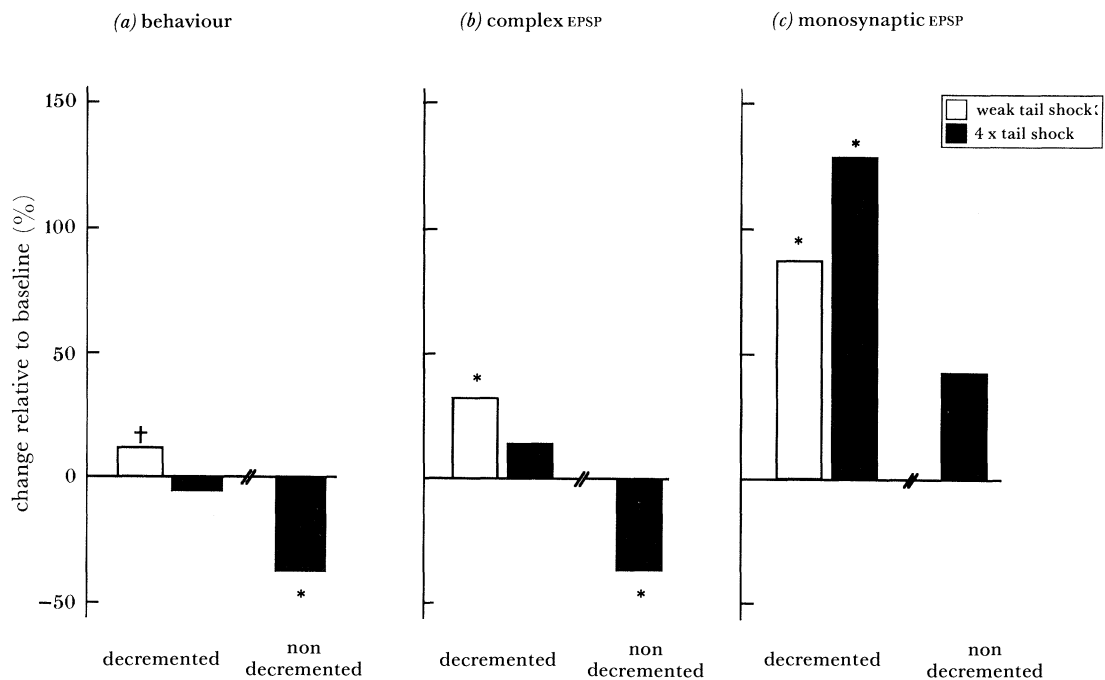 (a) behaviour
(b) complex EPSP
(c) monosynaptic EPSP
weak tail shock:
4 x tail shock
change relative to baseline (%)
150
100
50
0
−50
†
*
*
*
*
*
decremented
non
decremented
decremented
non
decremented
decremented
non
decremented